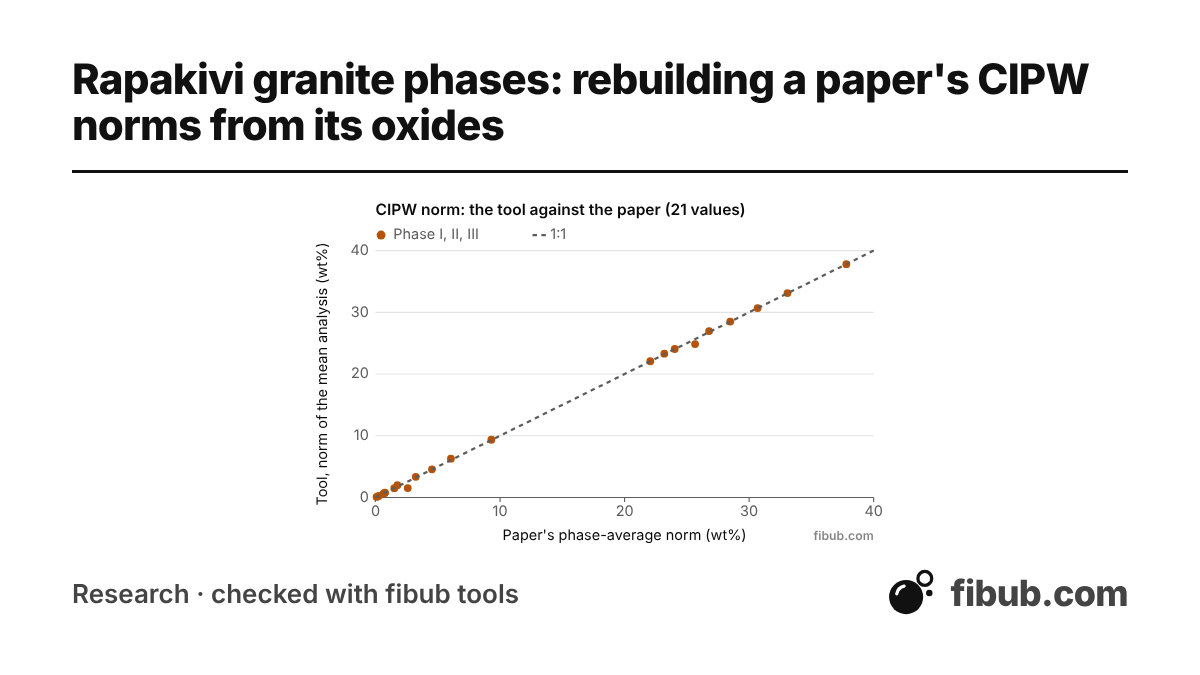 Rapakivi granite phases: rebuilding a paper's CIPW
norms from its oxides
CIPW norm: the tool against the paper (21 values)
Phase I, II, III
1:1
Tool, norm of the mean analysis (wt%)
40
30
20
10
0
0 10 20 30 40
Paper's phase-average norm (wt%)
fibub.com
Research · checked with fibub tools
fibub.com